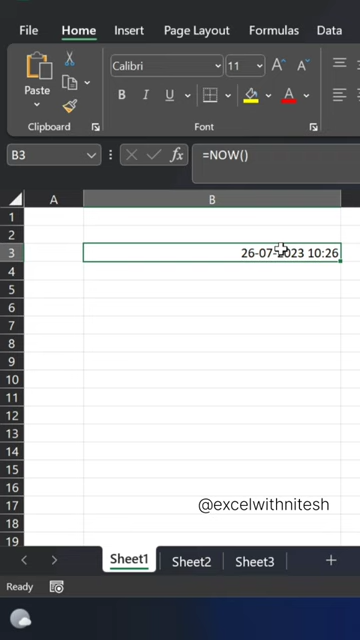 File Home Insert Page Layout Formulas Data
Calibri 11 A A
Paste B I U A
Clipboard Font
B3 fx =NOW()
A B
1
2
3 26-07-2023 10:26
4
5
6
7
8
9
10
11
12
13
14
15
16
17 @excelwithnitesh
18
19
Sheet1 Sheet2 Sheet3 +
Ready